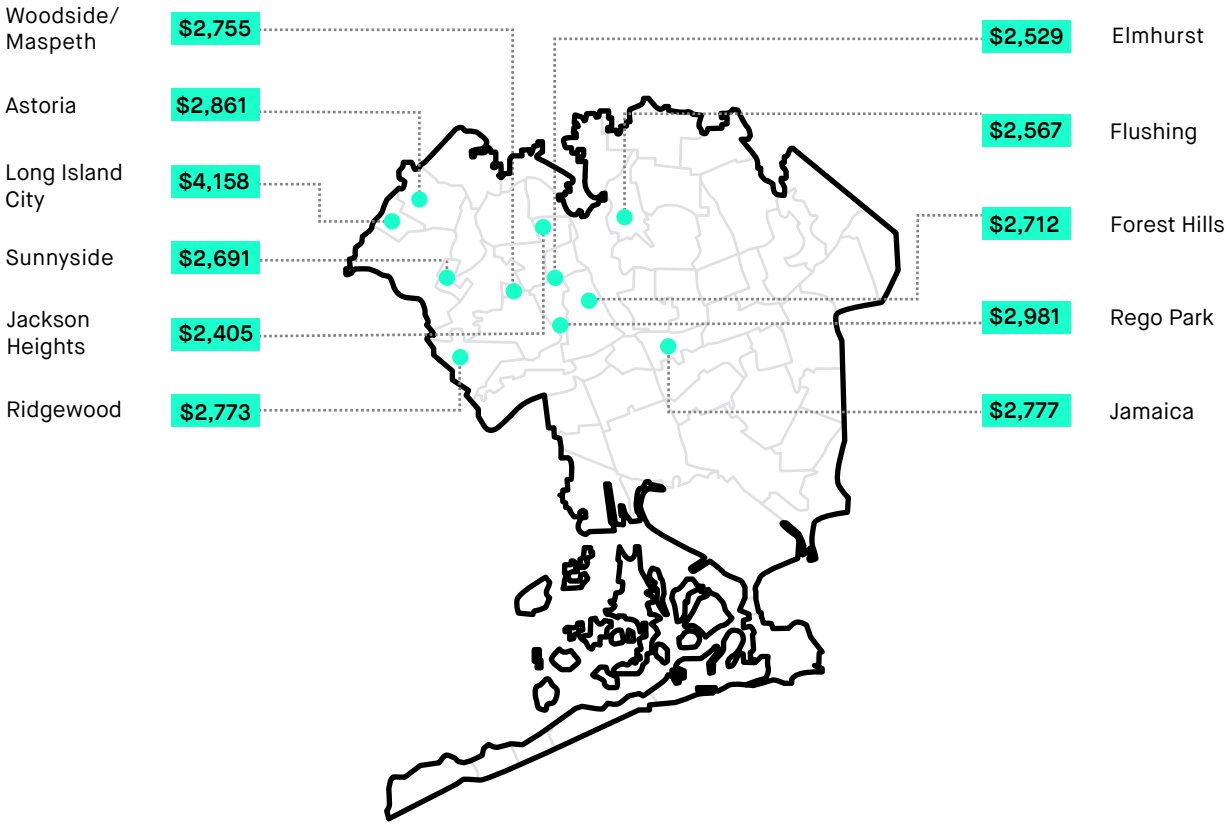 Woodside/
Maspeth
$2,755
Astoria
$2,861
Long Island
City
$4,158
Sunnyside
$2,691
Jackson
Heights
$2,405
Ridgewood
$2,773
$2,529
Elmhurst
$2,567
Flushing
$2,712
Forest Hills
$2,981
Rego Park
$2,777
Jamaica